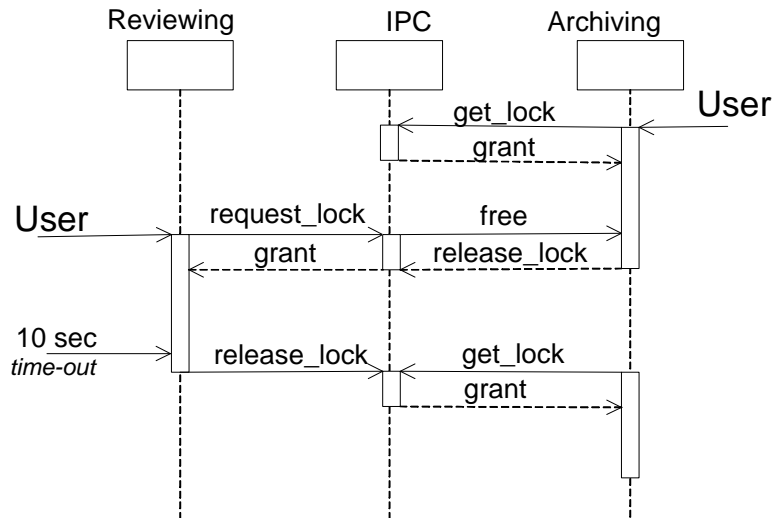 Reviewing IPC Archiving
get_lock User
grant
User request_lock free
grant release_lock
10 sec
time-out
release_lock get_lock
grant